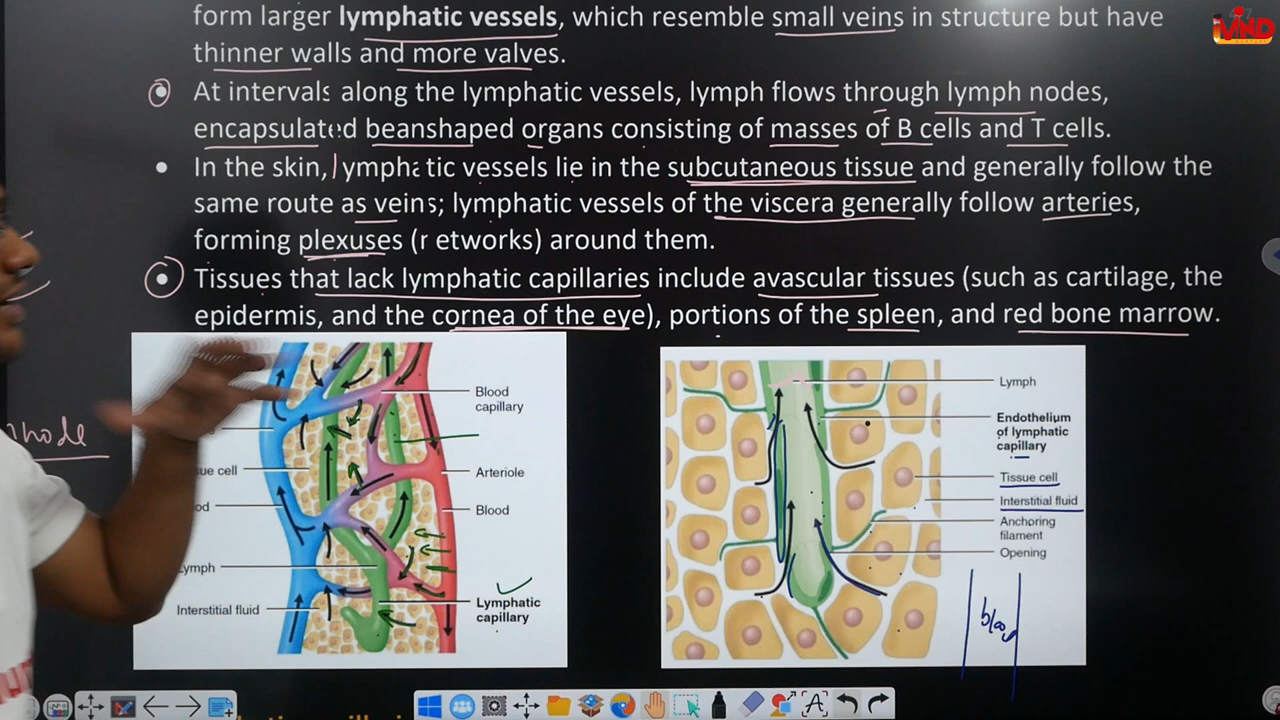 form larger lymphatic vessels, which resemble small veins in structure but have
thinner walls and more valves.
At intervals along the lymphatic vessels, lymph flows through lymph nodes,
encapsulated beanshaped organs consisting of masses of B cells and T cells.
In the skin, lymphatic vessels lie in the subcutaneous tissue and generally follow the
same route as veins; lymphatic vessels of the viscera generally follow arteries,
forming plexuses (r etworks) around them.
Tissues that lack lymphatic capillaries include avascular tissues (such as cartilage, the
epidermis, and the cornea of the eye), portions of the spleen, and red bone marrow.
Blood
capillary
cell
Arteriole
Blood
Lymph
Interstitial fluid
Lymphatic
capillary
Lymph
Endothelium
of lymphatic
capillary
Tissue cell
Interstitial fluid
Anchoring
filament
Opening
blood
node